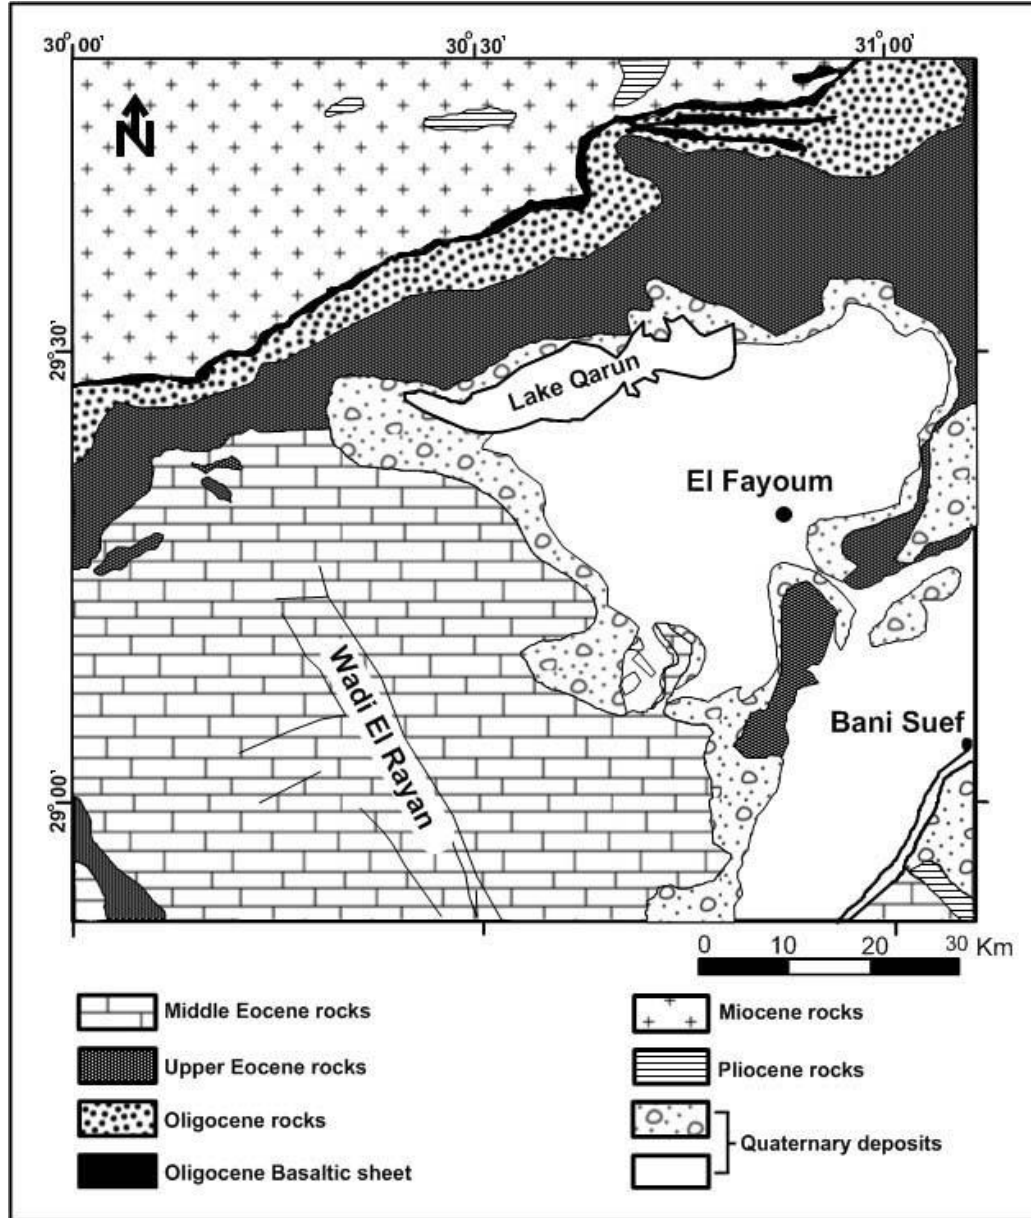 30° 00' 30° 30' 31° 00'
N
29° 30'
Lake Qarun
El Fayoum
Wadi El Rayan
Bani Suef
29° 00'
0 10 20 30 Km
Middle Eocene rocks
Upper Eocene rocks
Oligocene rocks
Oligocene Basaltic sheet
Miocene rocks
Pliocene rocks
Quaternary deposits